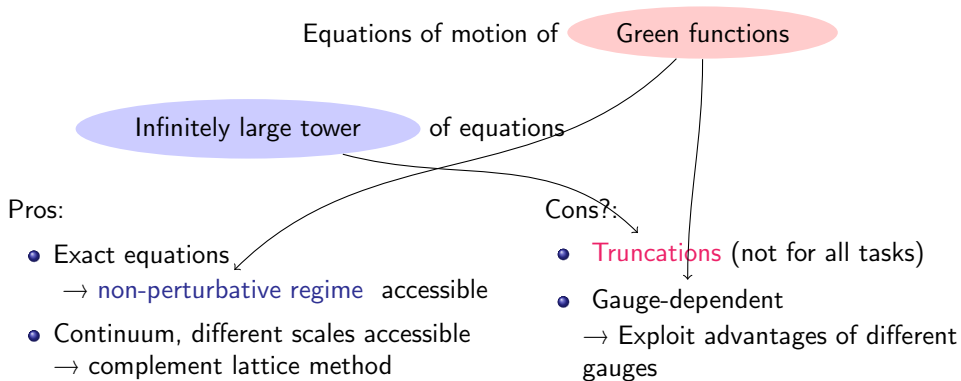 Equations of motion of Green functions
Infinitely large tower of equations
Pros:
Exact equations
→ non-perturbative regime accessible
Continuum, different scales accessible
→ complement lattice method
Cons?:
Truncations (not for all tasks)
Gauge-dependent
→ Exploit advantages of different
gauges